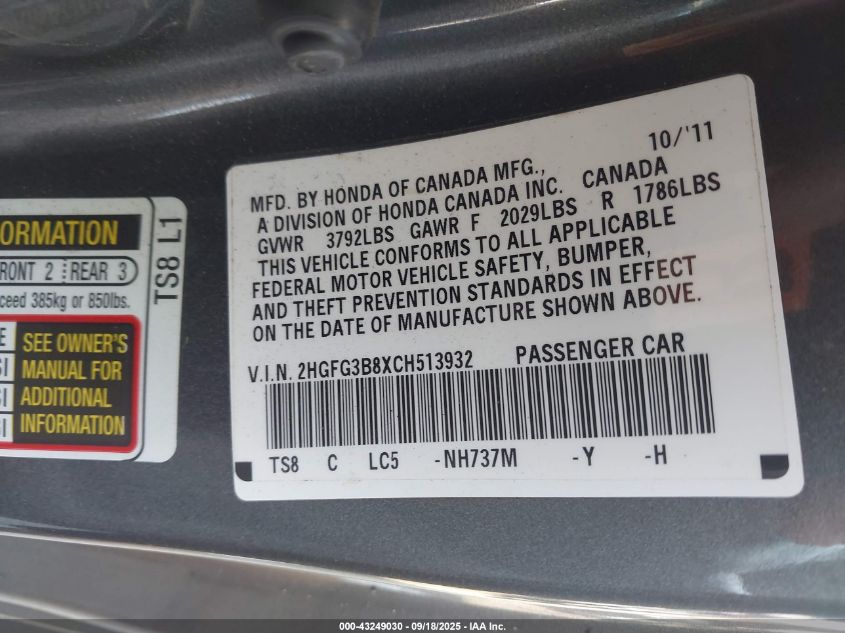 ORMATION
RONT 2 REAR 3
ceed 385kg or 850lbs.
SEE OWNER'S
MANUAL FOR
ADDITIONAL
INFORMATION
TS8 L1
10/'11
MFD. BY HONDA OF CANADA MFG.,
A DIVISION OF HONDA CANADA INC. CANADA
GVWR 3792LBS GAWR F 2029LBS R 1786LBS
THIS VEHICLE CONFORMS TO ALL APPLICABLE
FEDERAL MOTOR VEHICLE SAFETY, BUMPER,
AND THEFT PREVENTION STANDARDS IN EFFECT
ON THE DATE OF MANUFACTURE SHOWN ABOVE.
V.I.N. 2HGFG3B8XCH513932 PASSENGER CAR
TS8 C LC5 -NH737M -Y -H
000-43249030 - 09/18/2025 - IAA Inc.